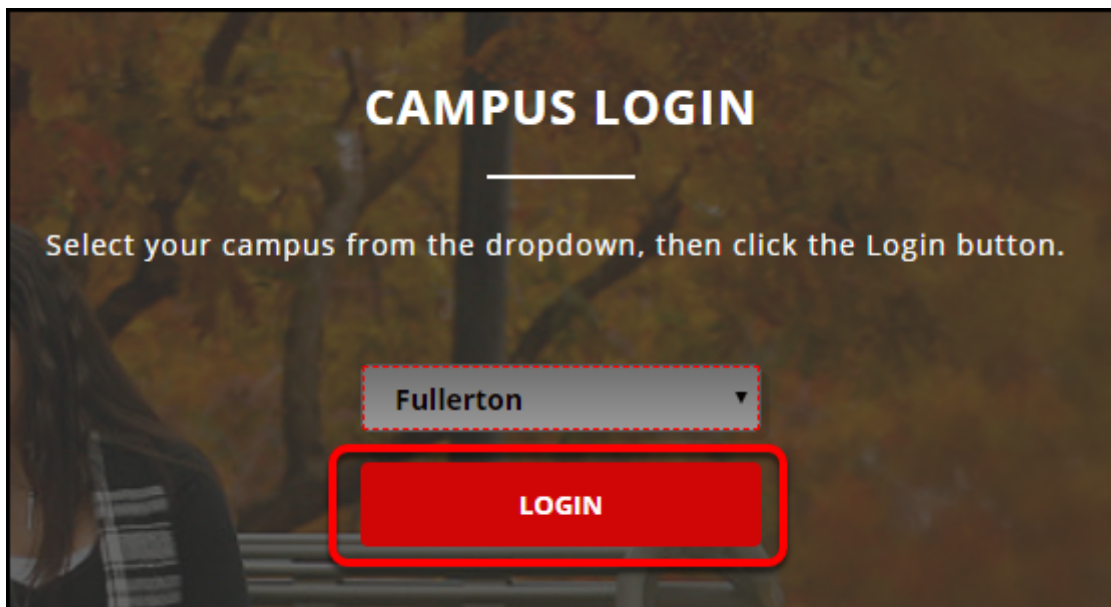 CAMPUS LOGIN
Select your campus from the dropdown, then click the Login button.
Fullerton
LOGIN